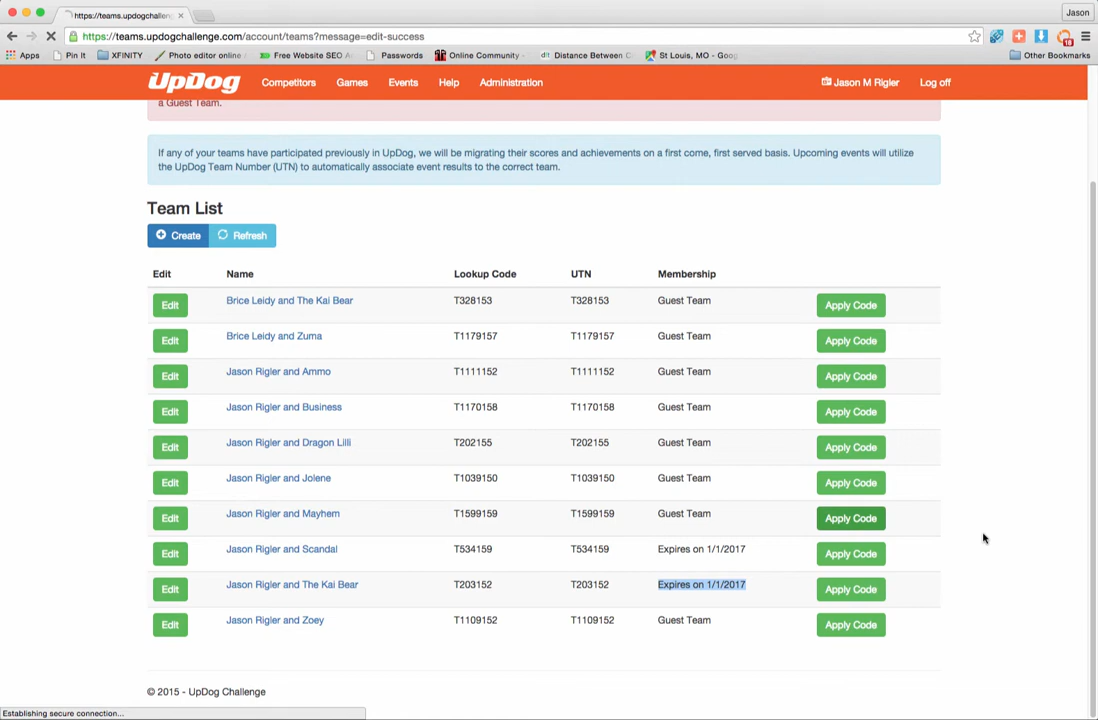 https://teams.updogchalleng
Jason
https://teams.updogchallenge.com/account/teams?message=edit-success
Apps Pin It XFINITY Photo editor online / Free Website SEO A Passwords Online Community - dit Distance Between C St Louis, MO - Goog Other Bookmarks
10
UpDog Competitors Games Events Help Administration Jason M Rigler Log off
a Guest Team.
If any of your teams have participated previously in UpDog, we will be migrating their scores and achievements on a first come, first served basis. Upcoming events will utilize
the UpDog Team Number (UTN) to automatically associate event results to the correct team.
Team List
Create Refresh
Edit Name Lookup Code UTN Membership
Edit Brice Leidy and The Kai Bear T328153 T328153 Guest Team Apply Code
Edit Brice Leidy and Zuma T1179157 T1179157 Guest Team Apply Code
Edit Jason Rigler and Ammo T1111152 T1111152 Guest Team Apply Code
Edit Jason Rigler and Business T1170158 T1170158 Guest Team Apply Code
Edit Jason Rigler and Dragon Lilli T202155 T202155 Guest Team Apply Code
Edit Jason Rigler and Jolene T1039150 T1039150 Guest Team Apply Code
Edit Jason Rigler and Mayhem T1599159 T1599159 Guest Team Apply Code
Edit Jason Rigler and Scandal T534159 T534159 Expires on 1/1/2017 Apply Code
Edit Jason Rigler and The Kai Bear T203152 T203152 Expires on 1/1/2017 Apply Code
Edit Jason Rigler and Zoey T1109152 T1109152 Guest Team Apply Code
© 2015 - UpDog Challenge
Establishing secure connection...